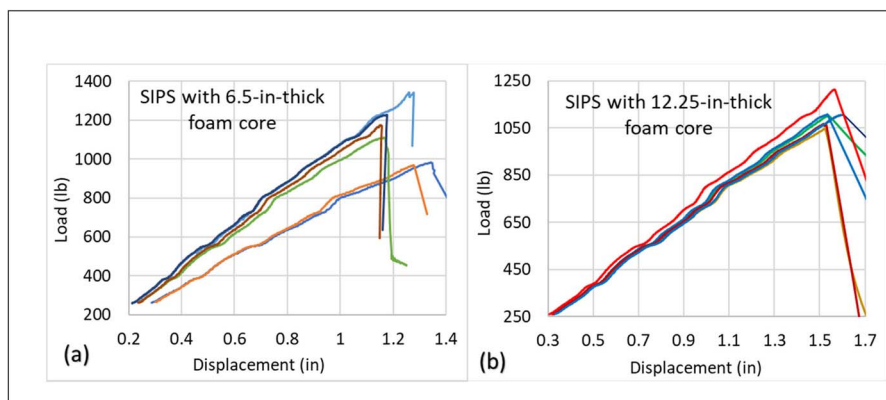 SIPS with 6.5-in-thick
foam core
Load (lb)
1400
1200
1000
800
600
400
200
0.2 0.4 0.6 0.8 1 1.2 1.4
Displacement (in)
(a)
SIPS with 12.25-in-thick
foam core
Load (lb)
1250
1050
850
650
450
250
0.3 0.5 0.7 0.9 1.1 1.3 1.5 1.7
Displacement (in)
(b)